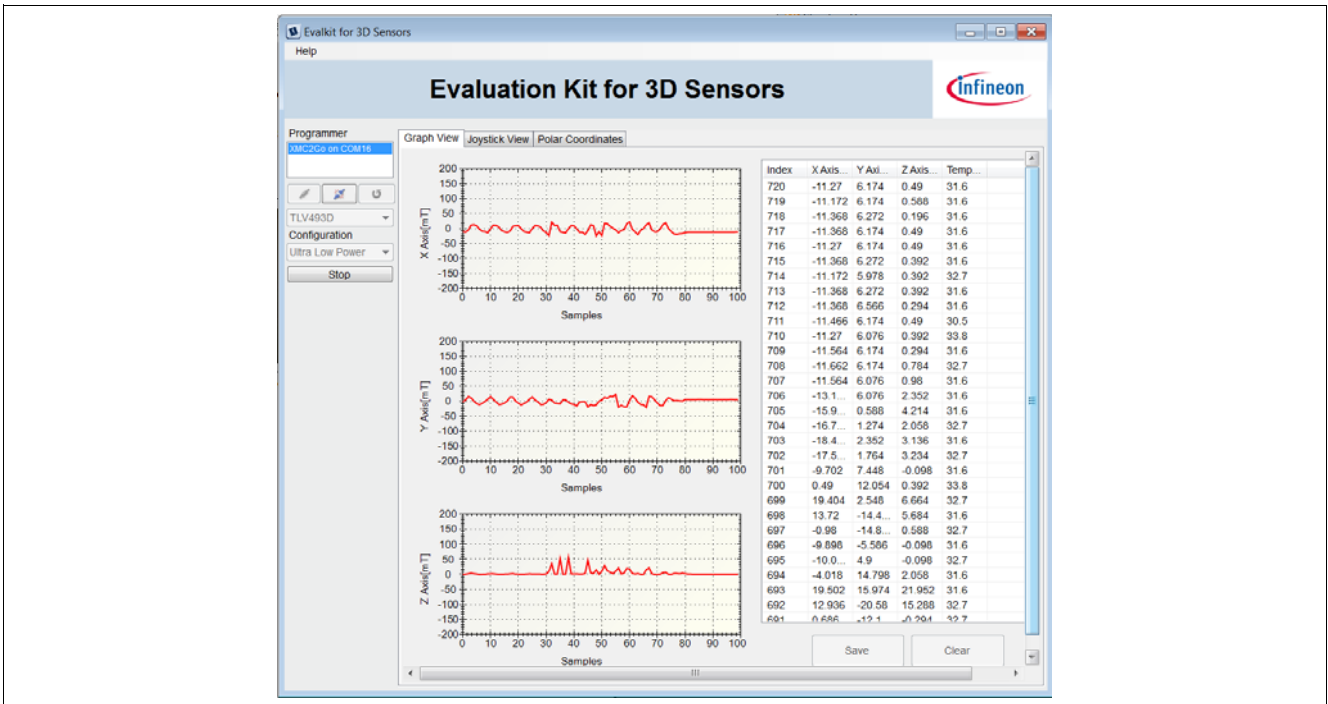 Evalkit for 3D Sensors
Help
Evaluation Kit for 3D Sensors
infineon
Programmer
XMC2Go on COM16
TLV493D
Configuration
Ultra Low Power
Stop
Graph View Joystick View Polar Coordinates
200
150
100
50
0
-50
-100
-150
-200
X Axis[mT]
0 10 20 30 40 50 60 70 80 90 100
Samples
200
150
100
50
0
-50
-100
-150
-200
Y Axis[mT]
0 10 20 30 40 50 60 70 80 90 100
Samples
200
150
100
50
0
-50
-100
-150
-200
Z Axis[mT]
0 10 20 30 40 50 60 70 80 90 100
Samples
Index X Axis... Y Axi... Z Axis... Temp...
720 -11.27 6.174 0.49 31.6
719 -11.172 6.174 0.588 31.6
718 -11.368 6.272 0.196 31.6
717 -11.368 6.174 0.49 31.6
716 -11.27 6.174 0.49 31.6
715 -11.368 6.272 0.392 31.6
714 -11.172 5.978 0.392 32.7
713 -11.368 6.272 0.392 31.6
712 -11.368 6.566 0.294 31.6
711 -11.466 6.174 0.49 30.5
710 -11.27 6.076 0.392 33.8
709 -11.564 6.174 0.294 31.6
708 -11.662 6.174 0.784 32.7
707 -11.564 6.076 0.98 31.6
706 -13.1... 6.076 2.352 31.6
705 -15.9... 0.588 4.214 31.6
704 -16.7... 1.274 2.058 32.7
703 -18.4... 2.352 3.136 31.6
702 -17.5... 1.764 3.234 32.7
701 -9.702 7.448 -0.098 31.6
700 0.49 12.054 0.392 33.8
699 19.404 2.548 6.664 32.7
698 13.72 -14.4... 5.684 31.6
697 -0.98 -14.8... 0.588 32.7
696 -9.898 -5.586 -0.098 31.6
695 -10.0... 4.9 -0.098 32.7
694 -4.018 14.798 2.058 31.6
693 19.502 15.974 21.952 31.6
692 12.936 -20.58 15.288 32.7
691 0.686 -12.1... -0.294 32.7
Save Clear